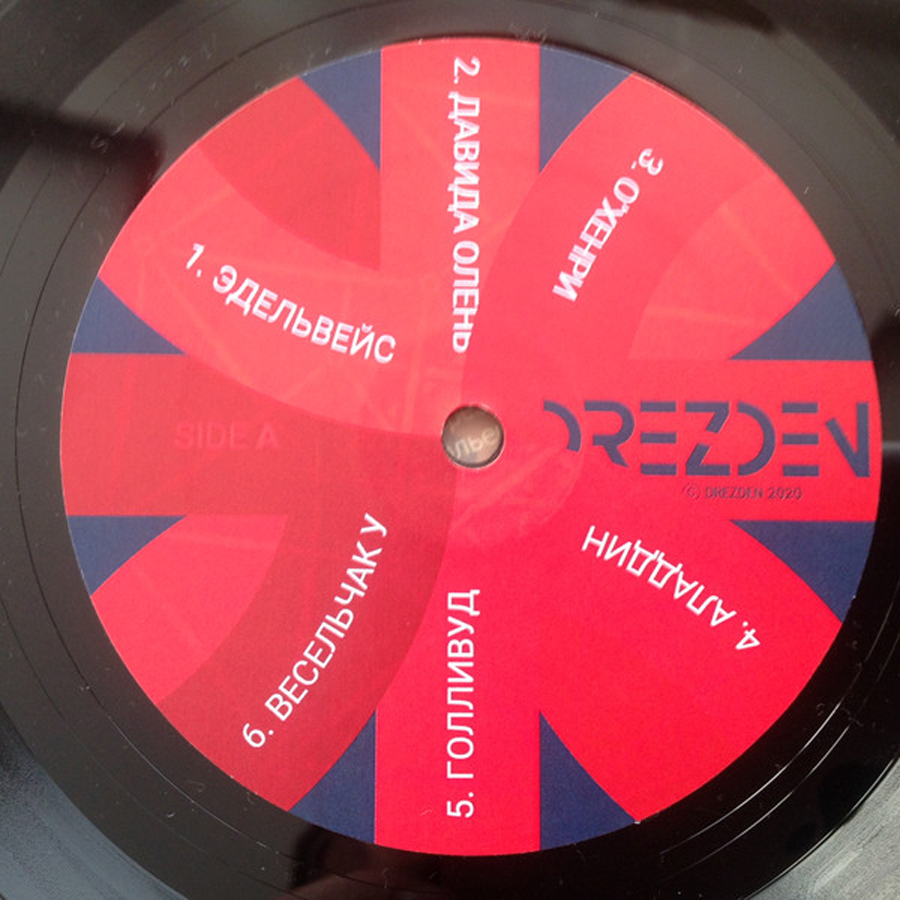 1. ЭДЕЛЬВЕЙС
2. ДАВИДА ОЛЕНЬ
3. О'ХЕНРИ
4. АЛАДДИН
5. ГОЛЛИВУД
6. ВЕСЕЛЬЧАК У
SIDE A
DREZDEN
© DREZDEN 2020